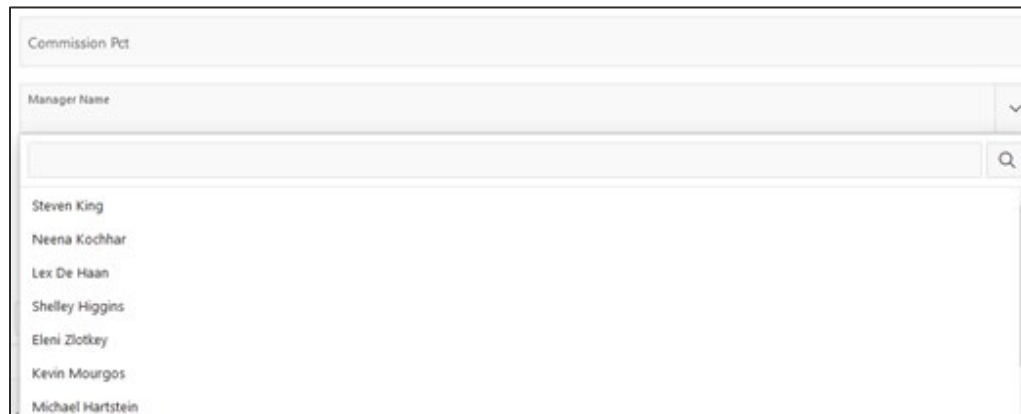 Commission Pct
Manager Name
Steven King
Neena Kochhar
Lex De Haan
Shelley Higgins
Eleni Zlotkey
Kevin Mourgos
Michael Hartstein